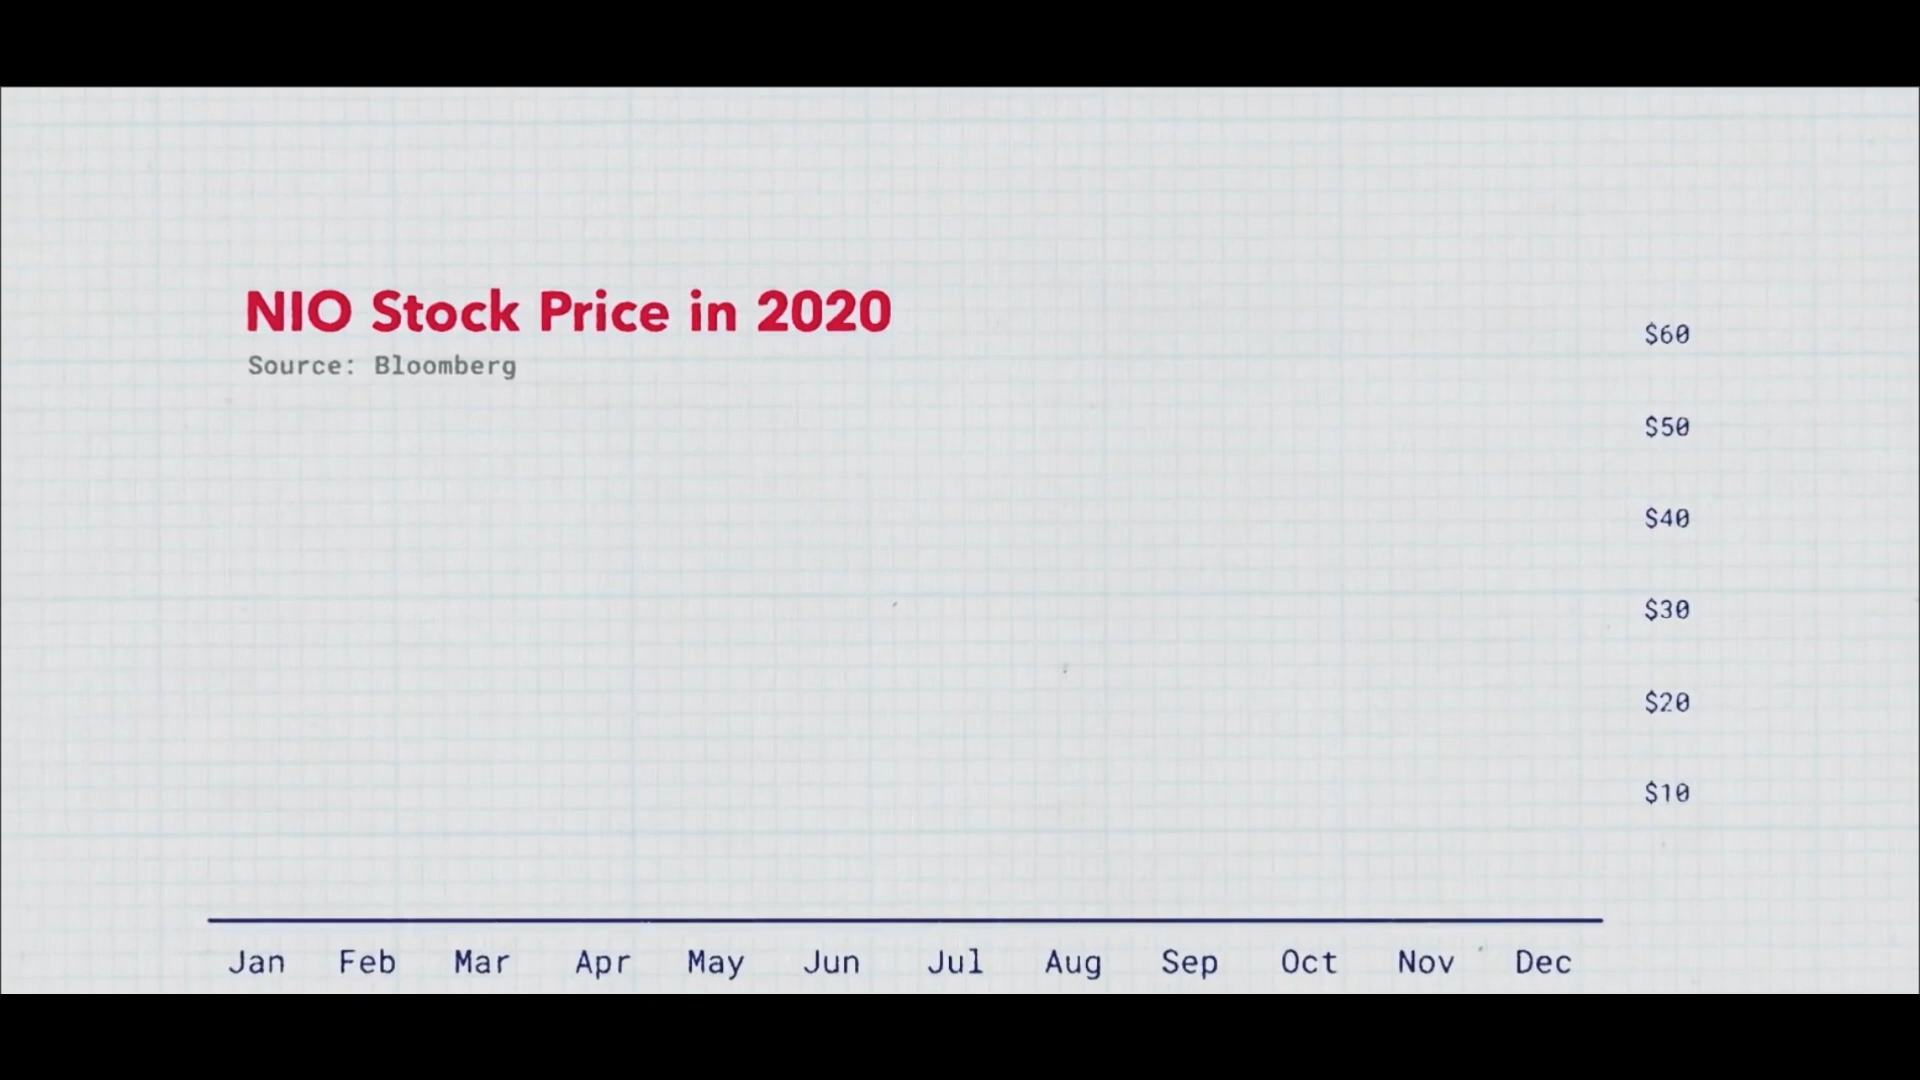 NIO Stock Price in 2020
Source: Bloomberg
$60
$50
$40
$30
$20
$10
Jan Feb Mar Apr May Jun Jul Aug Sep Oct Nov Dec